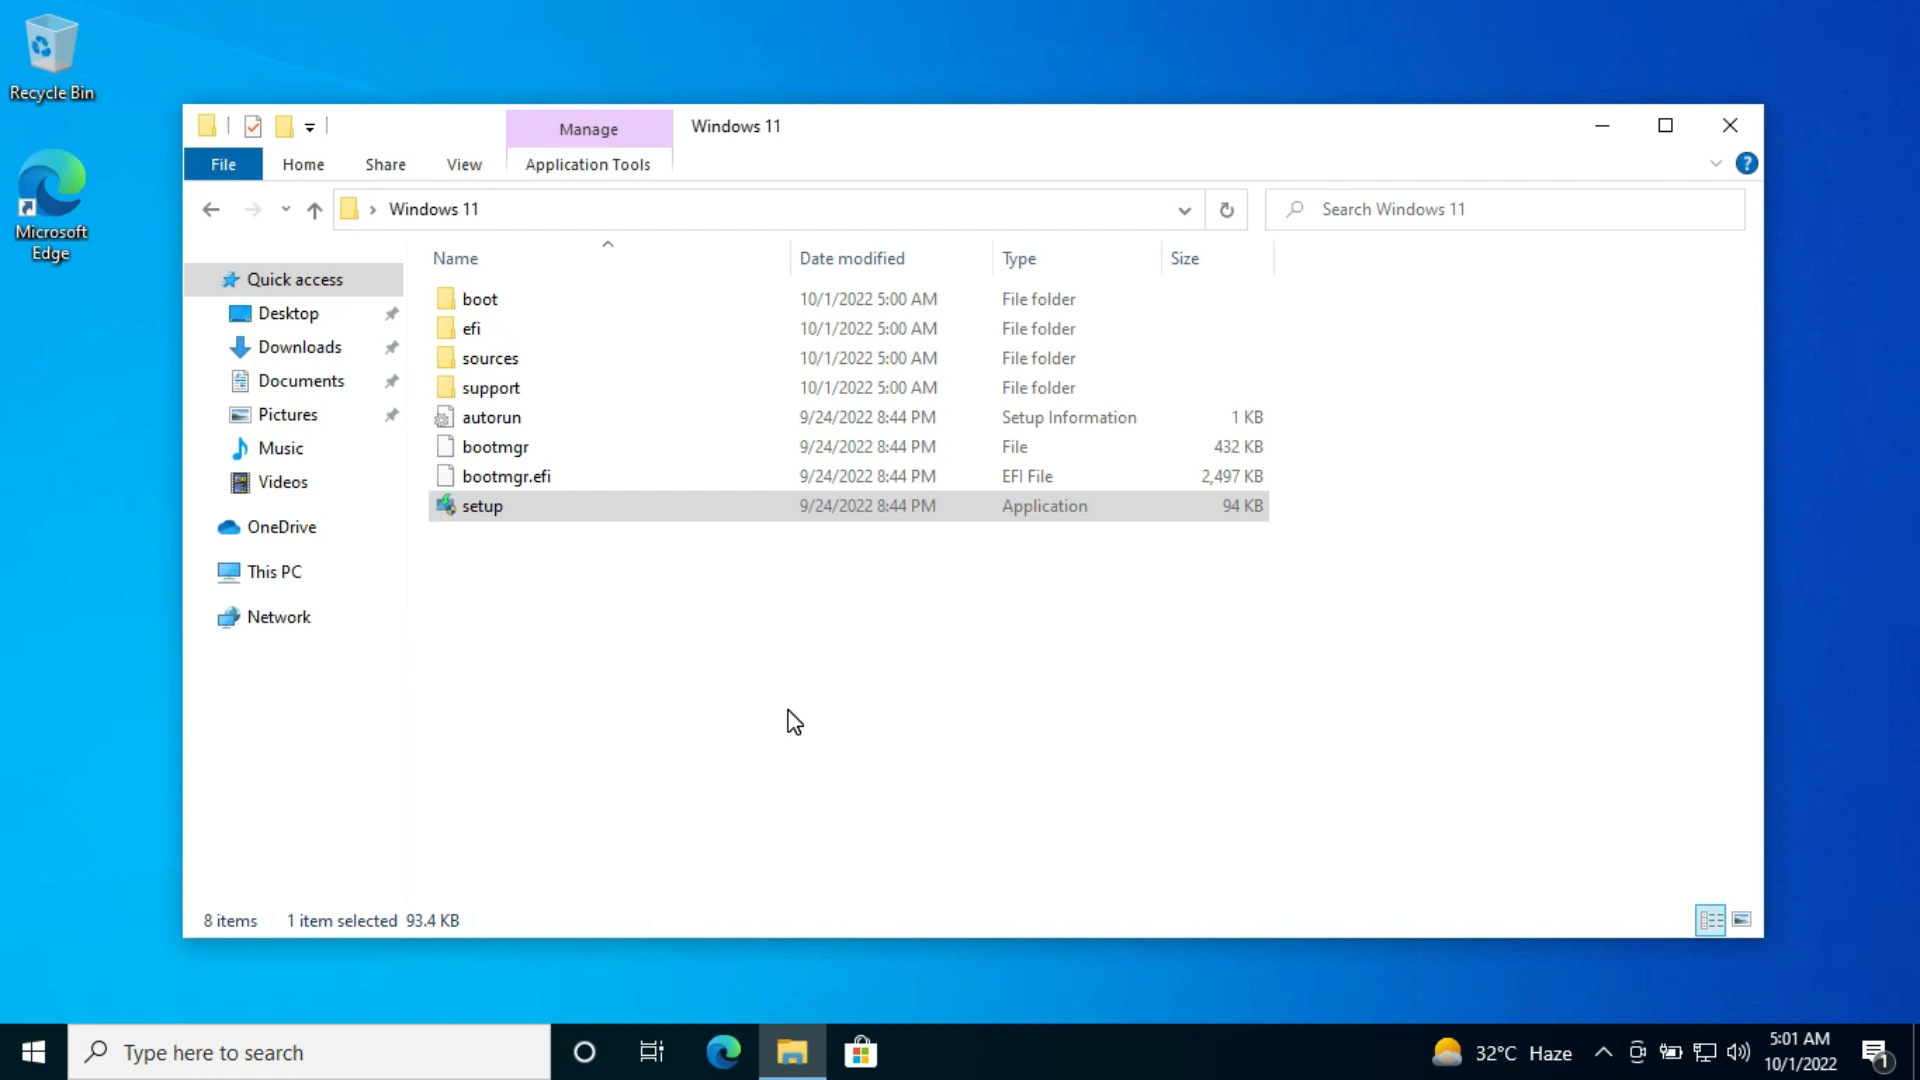 Recycle Bin
Microsoft
Edge
Manage
Windows 11
File
Home
Share
View
Application Tools
Windows 11
Search Windows 11
Name
Date modified
Type
Size
Quick access
Desktop
Downloads
Documents
Pictures
Music
Videos
OneDrive
This PC
Network
boot 10/1/2022 5:00 AM File folder
efi 10/1/2022 5:00 AM File folder
sources 10/1/2022 5:00 AM File folder
support 10/1/2022 5:00 AM File folder
autorun 9/24/2022 8:44 PM Setup Information 1 KB
bootmgr 9/24/2022 8:44 PM File 432 KB
bootmgr.efi 9/24/2022 8:44 PM EFI File 2,497 KB
setup 9/24/2022 8:44 PM Application 94 KB
8 items 1 item selected 93.4 KB
Type here to search
32°C Haze
5:01 AM
10/1/2022
1